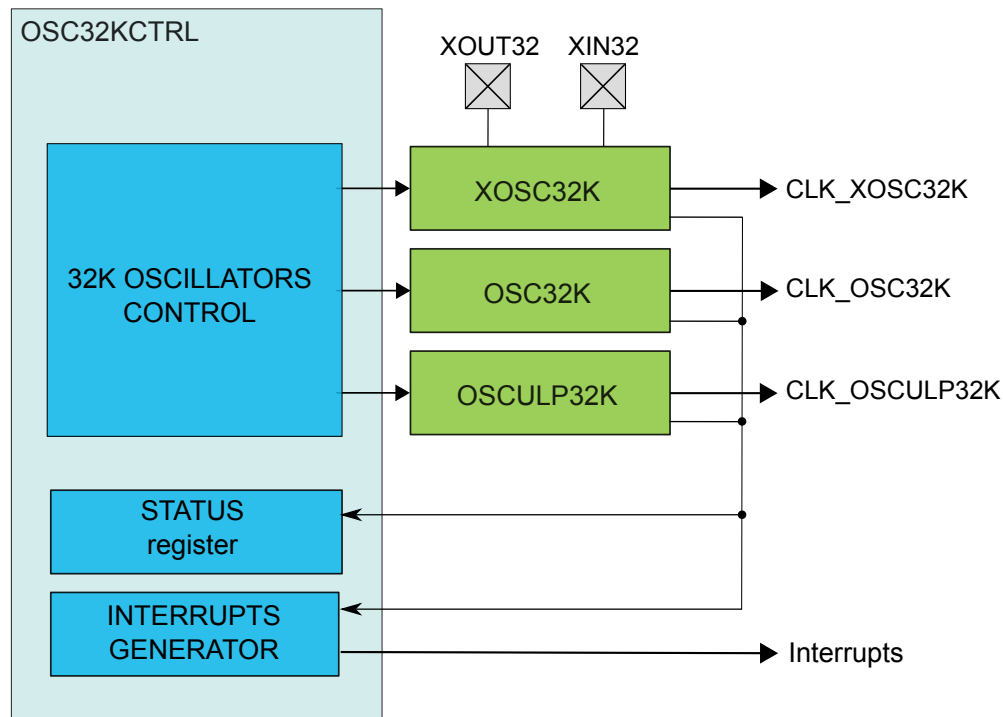 OSC32KCTRL
XOUT32
XIN32
32K OSCILLATORS
CONTROL
XOSC32K
CLK_XOSC32K
OSC32K
CLK_OSC32K
OSCULP32K
CLK_OSCULP32K
STATUS
register
INTERRUPTS
GENERATOR
Interrupts